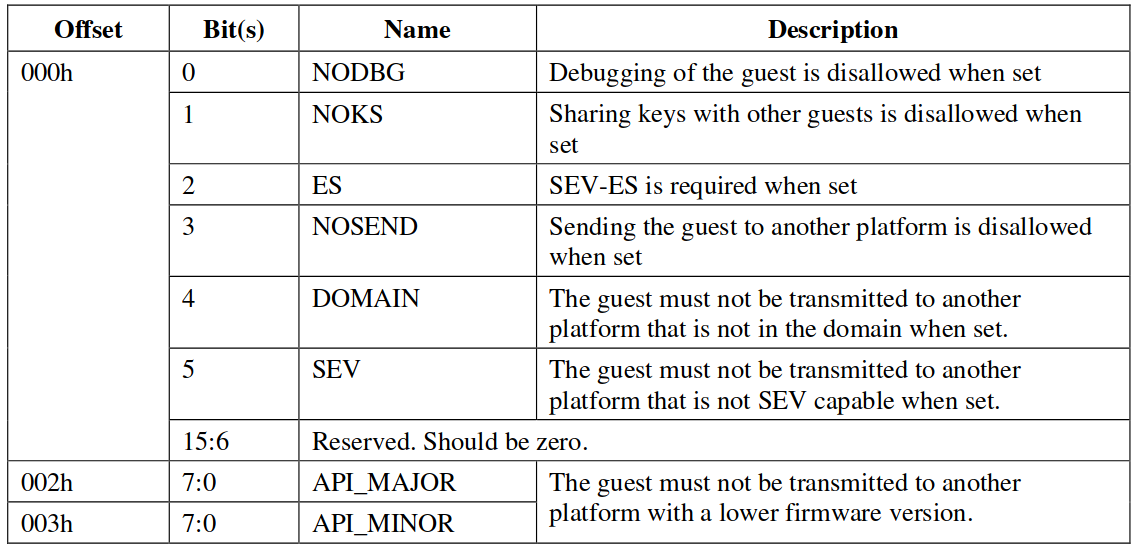 Offset Bit(s) Name Description
000h 0 NODBG Debugging of the guest is disallowed when set
1 NOKS Sharing keys with other guests is disallowed when
set
2 ES SEV-ES is required when set
3 NOSEND Sending the guest to another platform is disallowed
when set
4 DOMAIN The guest must not be transmitted to another
platform that is not in the domain when set.
5 SEV The guest must not be transmitted to another
platform that is not SEV capable when set.
15:6 Reserved. Should be zero.
002h 7:0 API_MAJOR The guest must not be transmitted to another
003h 7:0 API_MINOR platform with a lower firmware version.